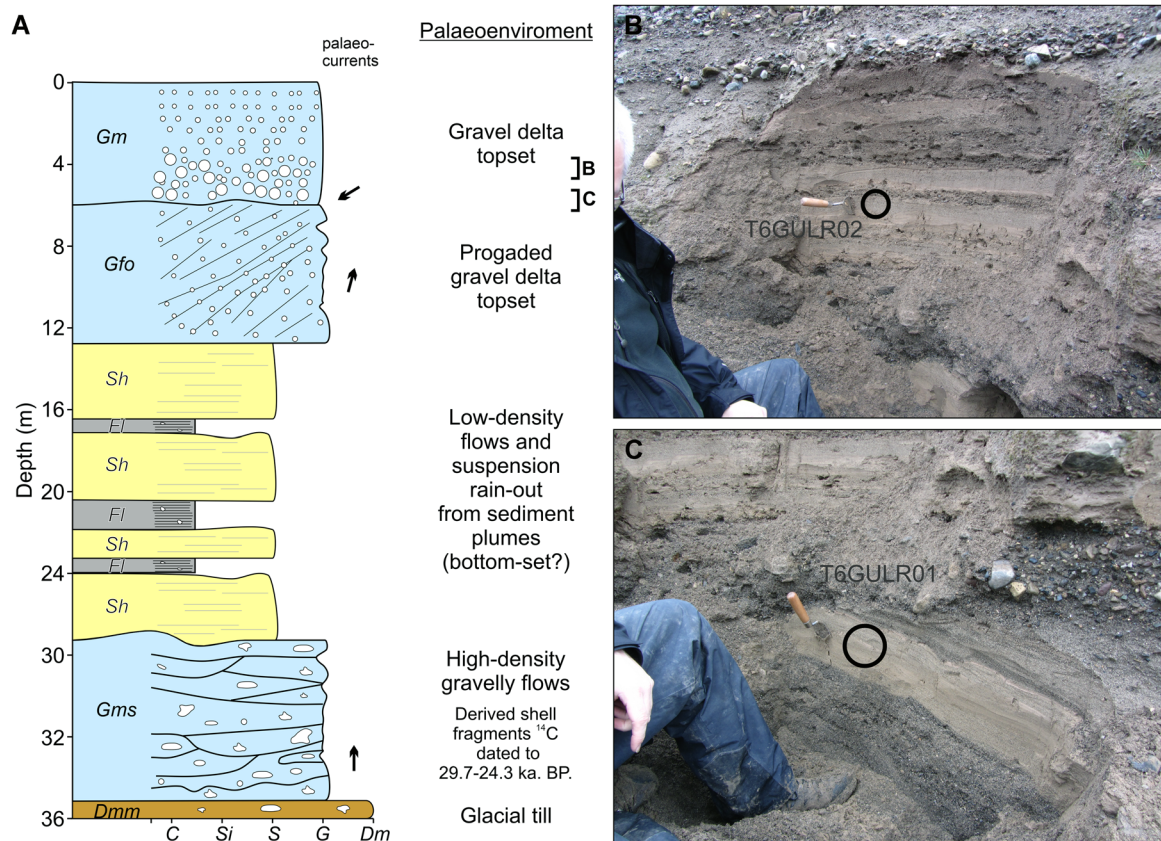 A
Palaeoenviroment
palaeo-
currents
0
4
8
12
16
20
24
30
32
36
Depth (m)
Gm
Gfo
Sh
Fl
Sh
Fl
Sh
Fl
Sh
Gms
Dmm
C
Si
S
G
Dm
Gravel delta
topset
B
C
Progaded
gravel delta
topset
Low-density
flows and
suspension
rain-out
from sediment
plumes
(bottom-set?)
High-density
gravelly flows
Derived shell
fragments ¹⁴C
dated to
29.7-24.3 ka. BP.
Glacial till
B
T6GULR02
C
T6GULR01